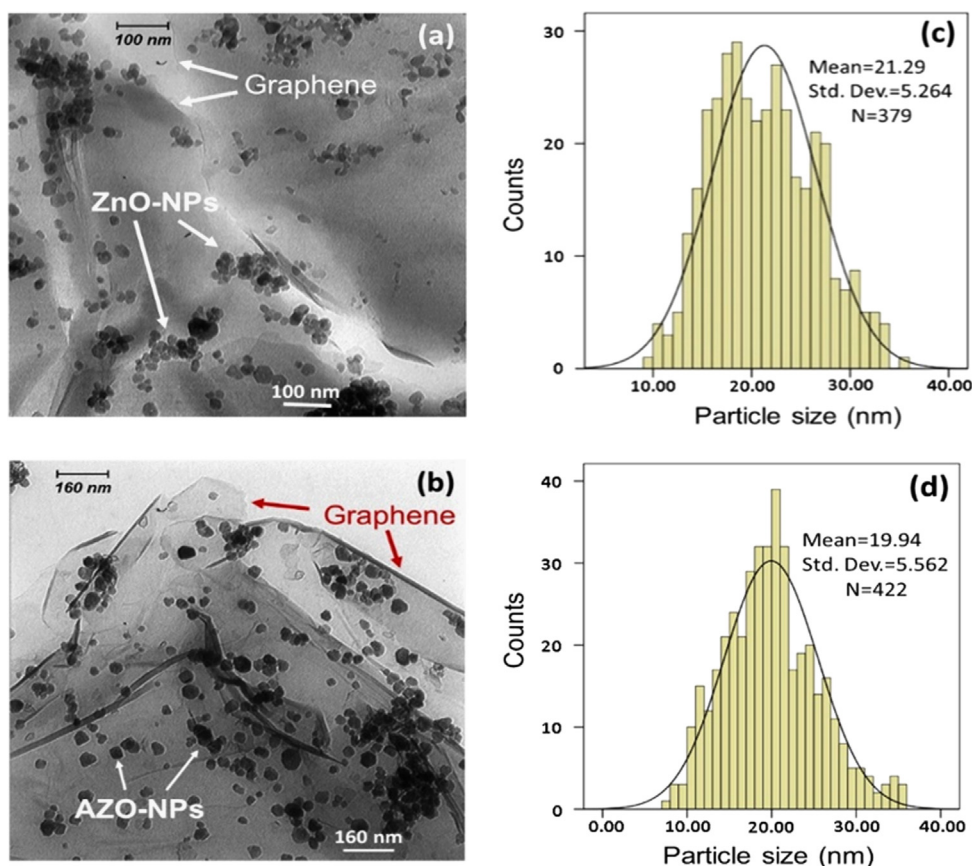 100 nm
(a)
Graphene
ZnO-NPs
100 nm
(c)
30
20
10
0
Counts
Mean=21.29
Std. Dev.=5.264
N=379
10.00 20.00 30.00 40.00
Particle size (nm)
160 nm
(b)
Graphene
AZO-NPs
160 nm
(d)
40
30
20
10
0
Counts
Mean=19.94
Std. Dev.=5.562
N=422
0.00 10.00 20.00 30.00 40.00
Particle size (nm)